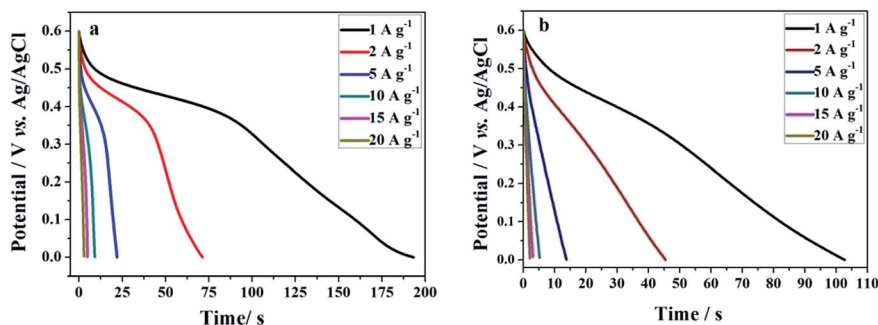 a
1 A g⁻¹
2 A g⁻¹
5 A g⁻¹
10 A g⁻¹
15 A g⁻¹
20 A g⁻¹
Potential / V vs. Ag/AgCl
0.6
0.5
0.4
0.3
0.2
0.1
0.0
0 25 50 75 100 125 150 175 200
Time/ s
b
1 A g⁻¹
2 A g⁻¹
5 A g⁻¹
10 A g⁻¹
15 A g⁻¹
20 A g⁻¹
Potential / V vs. Ag/AgCl
0.6
0.5
0.4
0.3
0.2
0.1
0.0
0 10 20 30 40 50 60 70 80 90 100 110
Time / s